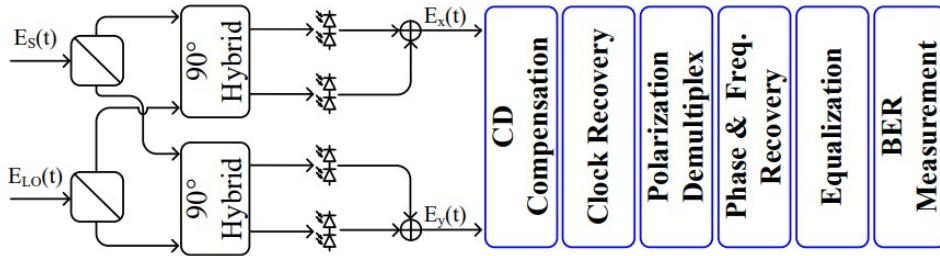 E_S(t)
E_LO(t)
90°
Hybrid
90°
Hybrid
E_x(t)
E_y(t)
CD
Compensation
Clock Recovery
Polarization
Demultiplex
Phase & Freq.
Recovery
Equalization
BER
Measurement